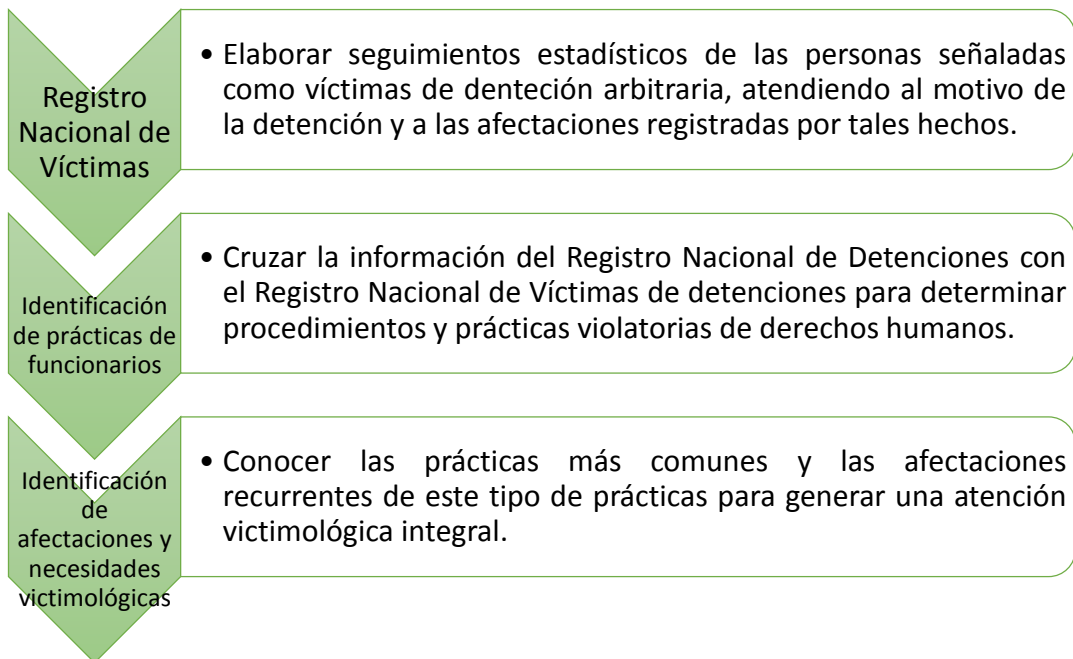 Registro
Nacional de
Víctimas
• Elaborar seguimientos estadísticos de las personas señaladas
como víctimas de denteción arbitraria, atendiendo al motivo de
la detención y a las afectaciones registradas por tales hechos.
Identificación
de prácticas de
funcionarios
• Cruzar la información del Registro Nacional de Detenciones con
el Registro Nacional de Víctimas de detenciones para determinar
procedimientos y prácticas violatorias de derechos humanos.
Identificación
de
afectaciones y
necesidades
victimológicas
• Conocer las prácticas más comunes y las afectaciones
recurrentes de este tipo de prácticas para generar una atención
victimológica integral.